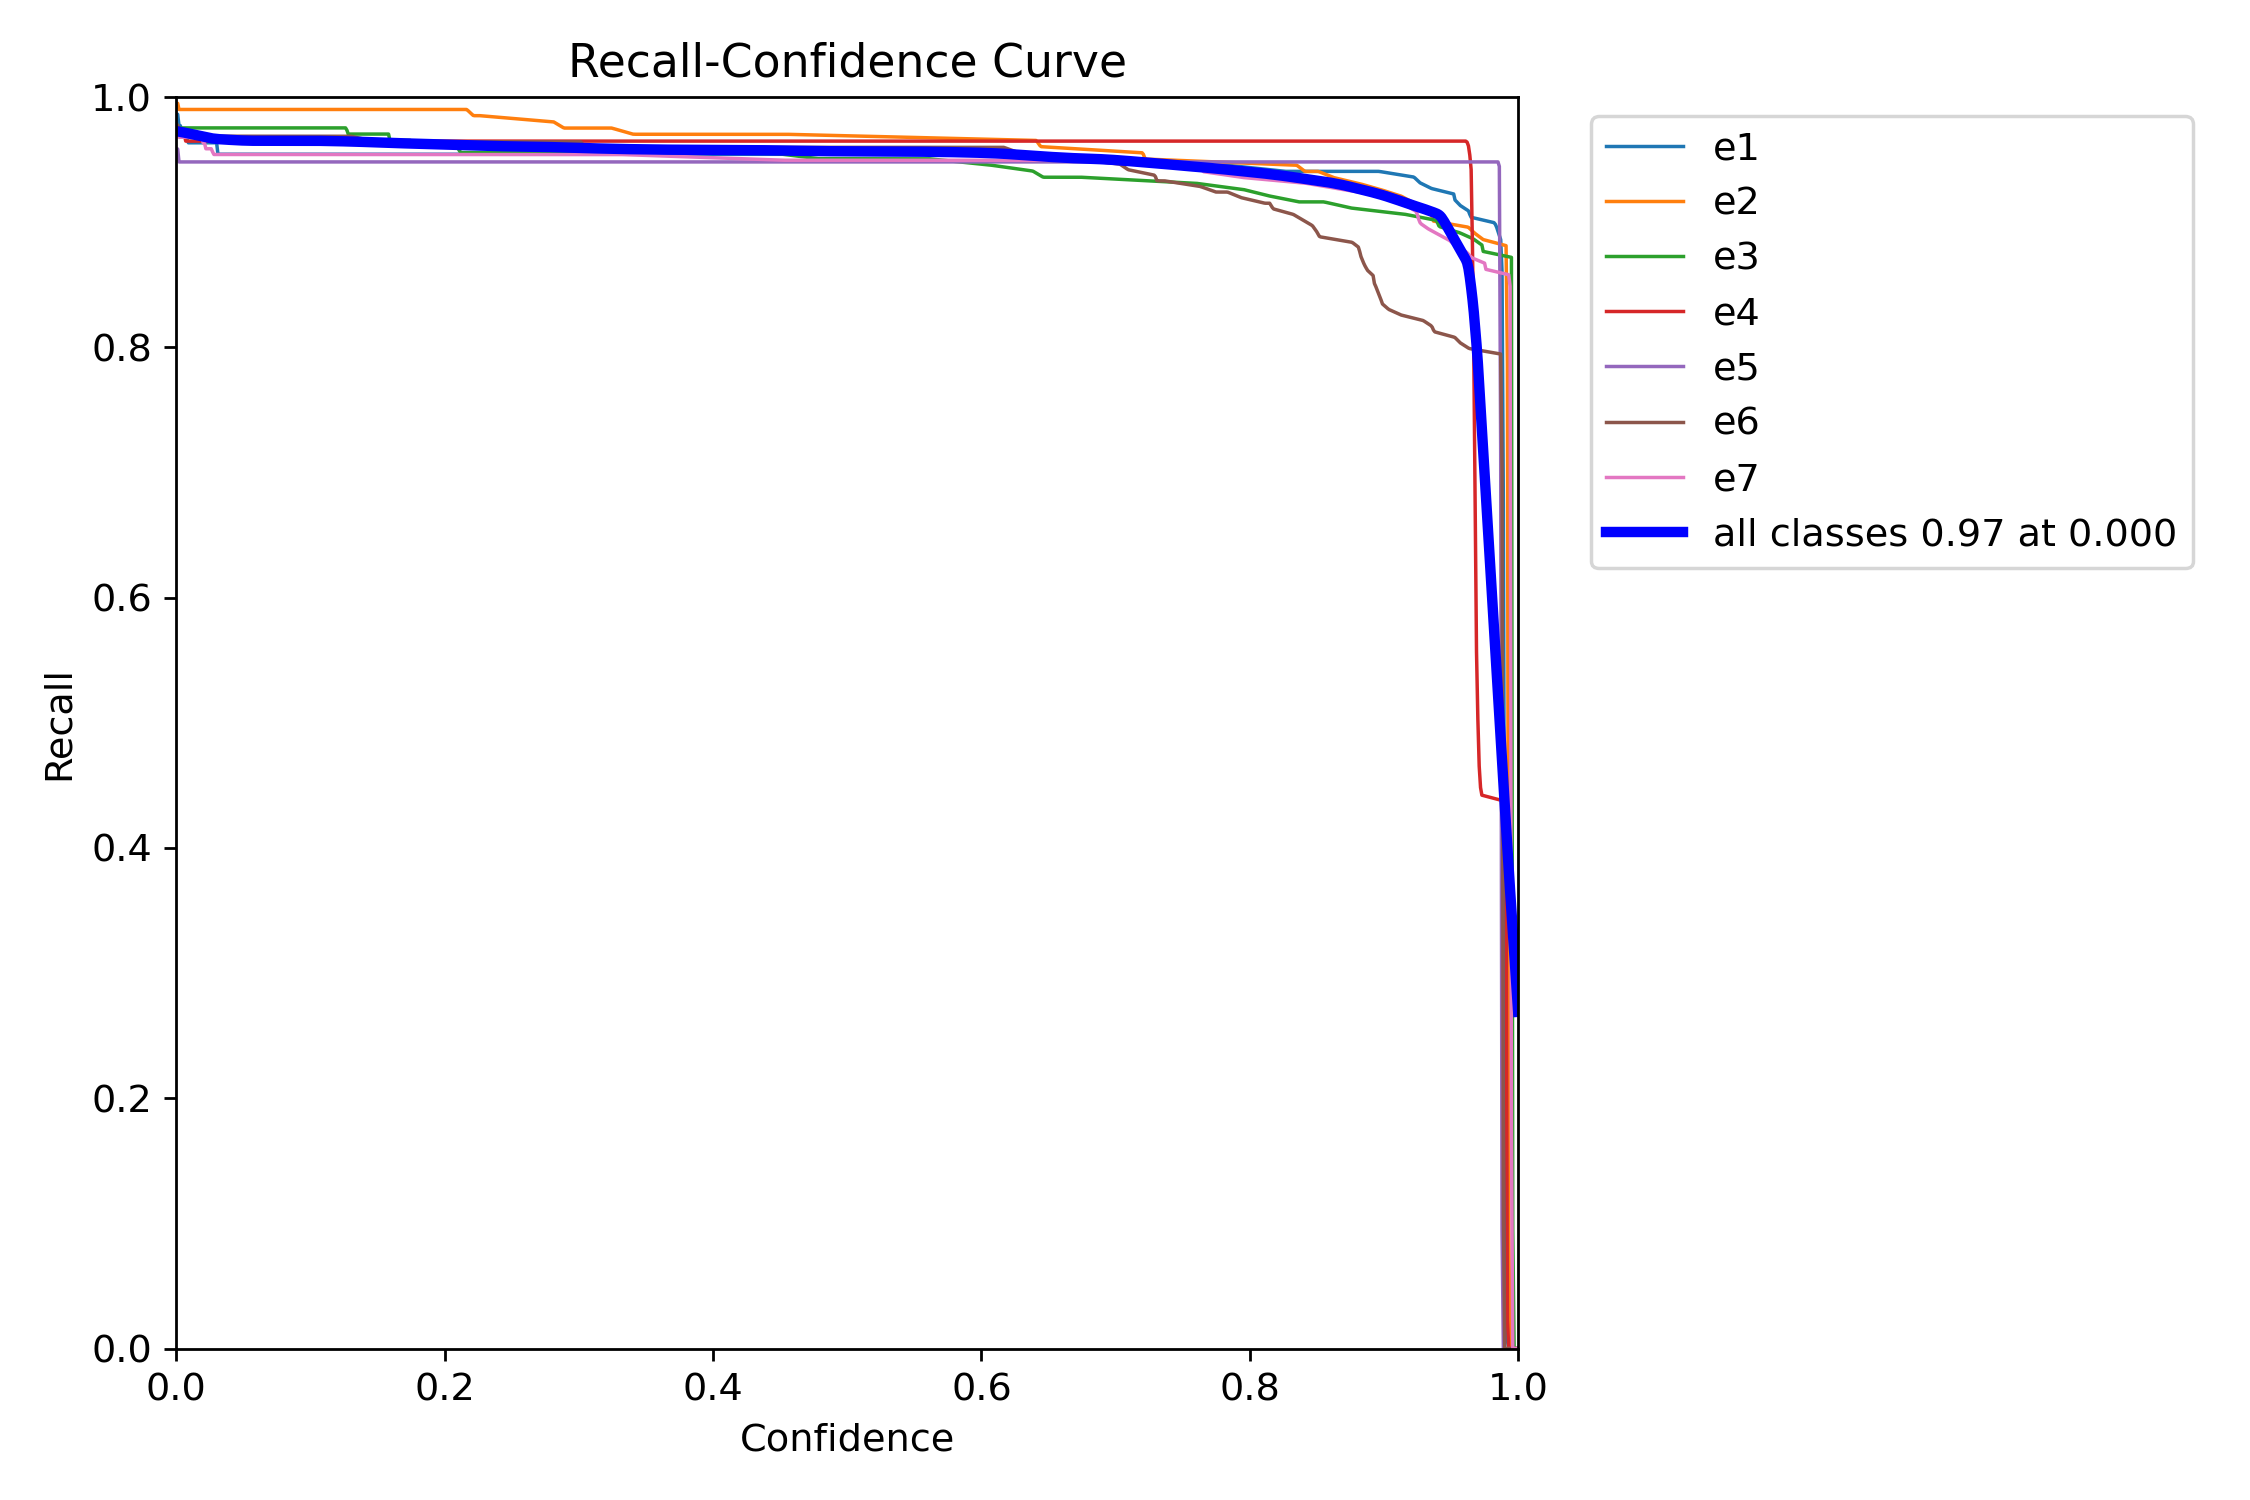 Recall-Confidence Curve
1.0
0.8
0.6
0.4
0.2
0.0
Recall
0.0 0.2 0.4 0.6 0.8 1.0
Confidence
e1
e2
e3
e4
e5
e6
e7
all classes 0.97 at 0.000